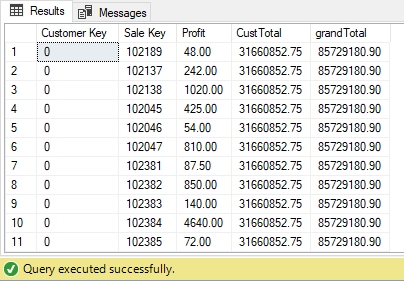 Results Messages
Customer Key Sale Key Profit CustTotal grandTotal
1 0 102189 48.00 31660852.75 85729180.90
2 0 102137 242.00 31660852.75 85729180.90
3 0 102138 1020.00 31660852.75 85729180.90
4 0 102045 425.00 31660852.75 85729180.90
5 0 102046 54.00 31660852.75 85729180.90
6 0 102047 810.00 31660852.75 85729180.90
7 0 102381 87.50 31660852.75 85729180.90
8 0 102382 850.00 31660852.75 85729180.90
9 0 102383 140.00 31660852.75 85729180.90
10 0 102384 4640.00 31660852.75 85729180.90
11 0 102385 72.00 31660852.75 85729180.90
Query executed successfully.